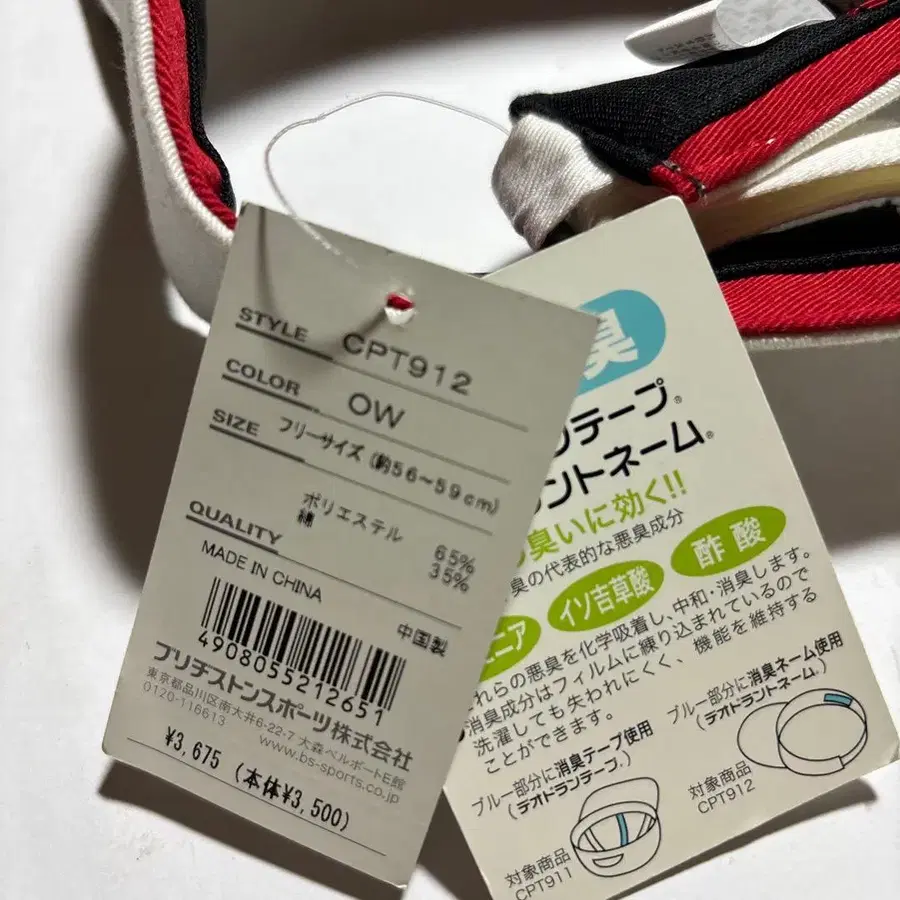 STYLE CPT912
COLOR OW
SIZE フリーサイズ (約56~59cm)
QUALITY ポリエステル 65%
綿 35%
MADE IN CHINA
中国製
4908055212651
ブリヂストンスポーツ株式会社
東京都品川区南大井6-22-7 大森ベルポートE館
0120-116613
www.bs-sports.co.jp
¥3,675 (本体¥3,500)
臭
テープ®
ントネーム®
臭いに効く!!
臭の代表的な悪臭成分
ニア イソ吉草酸 酢酸
れらの悪臭を化学吸着し、中和・消臭します。
消臭成分はフィルムに練り込まれているので
洗濯しても失われにくく、機能を維持する
ことができます。
ブルー部分に消臭テープ使用
(デオドランテープ®)
対象商品
CPT911
ブルー部分に消臭ネーム使用
(デオドラントネーム®)
対象商品
CPT912